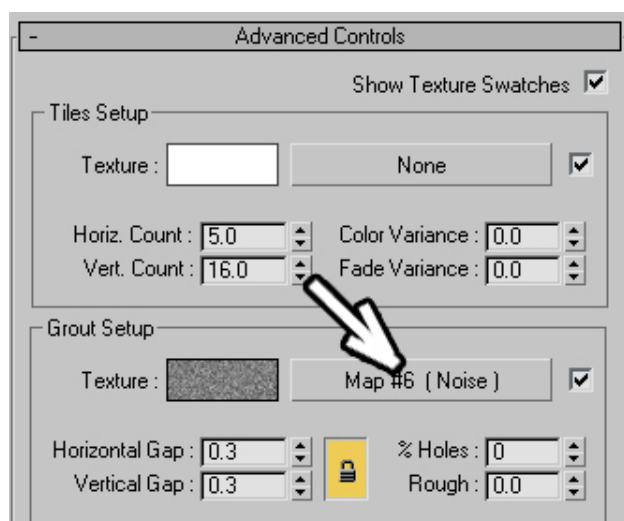 - Advanced Controls
Show Texture Swatches
Tiles Setup
Texture : None
Horiz. Count : 5.0 Color Variance : 0.0
Vert. Count : 16.0 Fade Variance : 0.0
Grout Setup
Texture : Map #6 ( Noise )
Horizontal Gap : 0.3 % Holes : 0
Vertical Gap : 0.3 Rough : 0.0